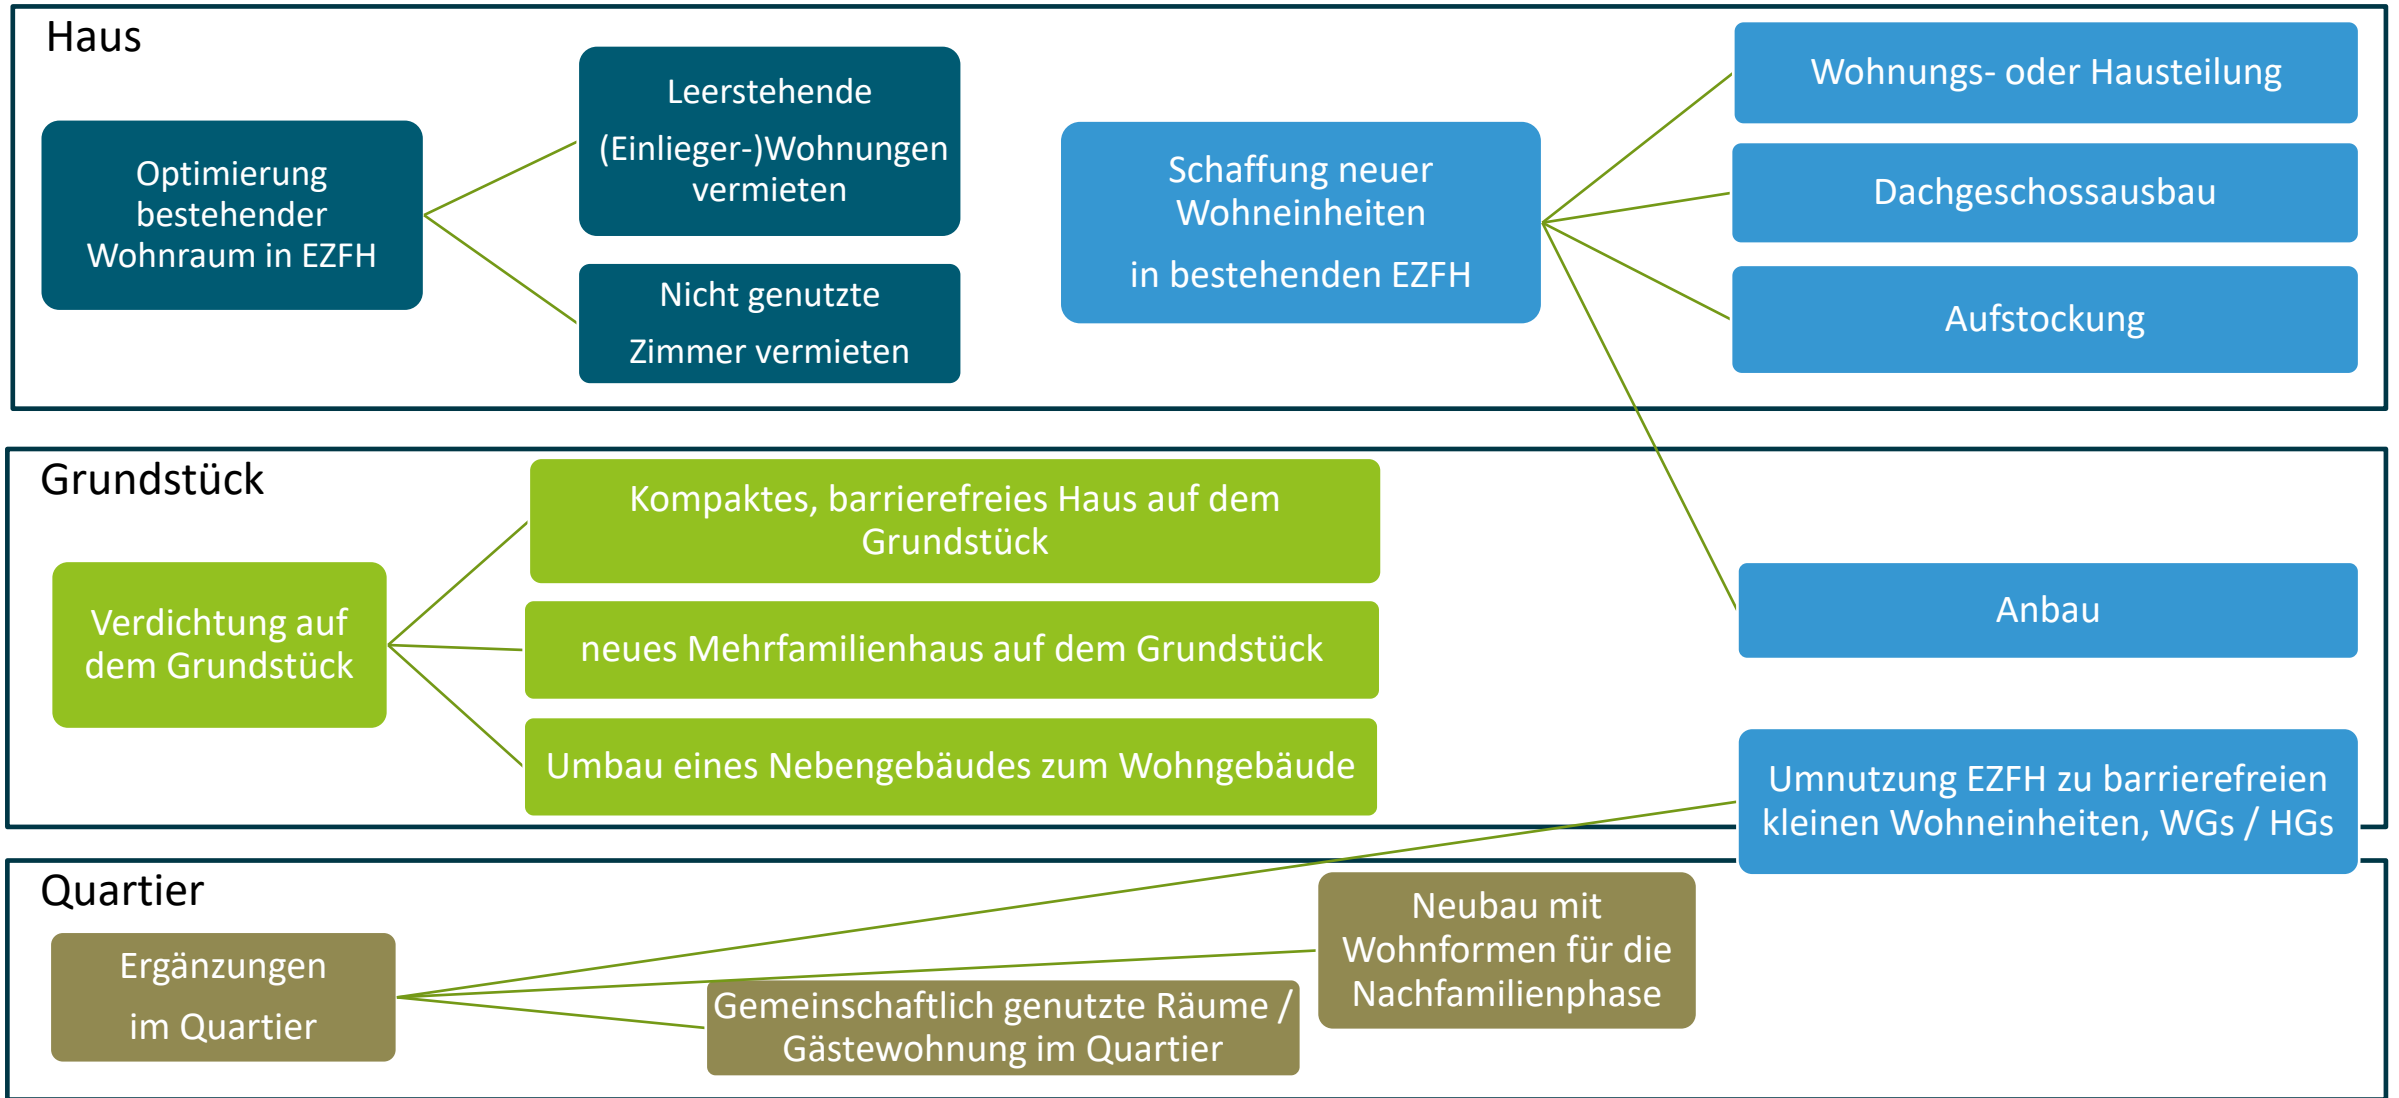 Haus
Optimierung
bestehender
Wohnraum in EZFH
Leerstehende
(Einlieger-)Wohnungen
vermieten
Nicht genutzte
Zimmer vermieten
Schaffung neuer
Wohneinheiten
in bestehenden EZFH
Wohnungs- oder Hausteilung
Dachgeschossausbau
Aufstockung
Grundstück
Verdichtung auf
dem Grundstück
Kompaktes, barrierefreies Haus auf dem
Grundstück
neues Mehrfamilienhaus auf dem Grundstück
Umbau eines Nebengebäudes zum Wohngebäude
Anbau
Umnutzung EZFH zu barrierefreien
kleinen Wohneinheiten, WGs / HGs
Quartier
Ergänzungen
im Quartier
Gemeinschaftlich genutzte Räume /
Gästewohnung im Quartier
Neubau mit
Wohnformen für die
Nachfamilienphase